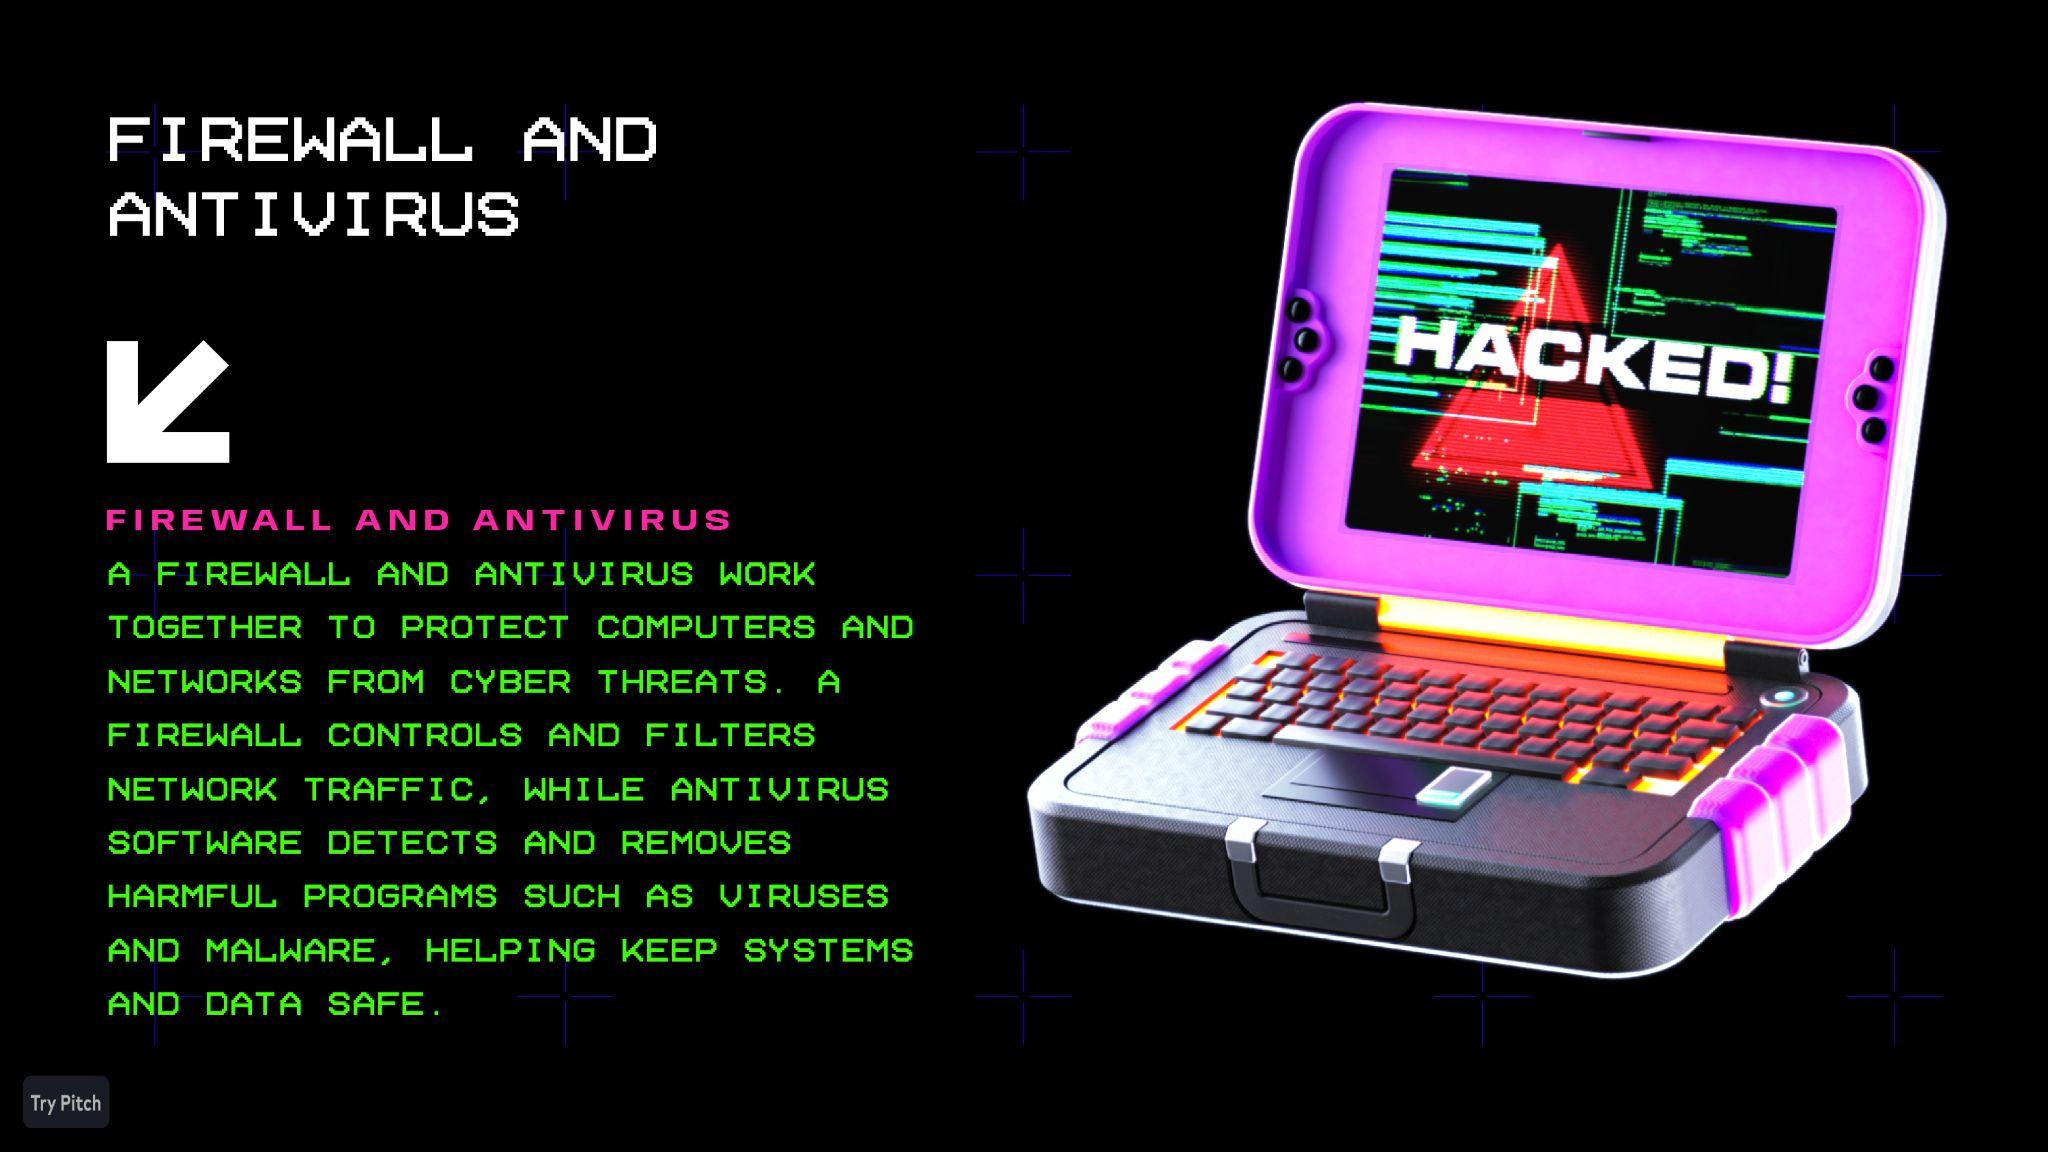 FIREWALL AND
ANTIVIRUS
FIREWALL AND ANTIVIRUS
A FIREWALL AND ANTIVIRUS WORK
TOGETHER TO PROTECT COMPUTERS AND
NETWORKS FROM CYBER THREATS. A
FIREWALL CONTROLS AND FILTERS
NETWORK TRAFFIC, WHILE ANTIVIRUS
SOFTWARE DETECTS AND REMOVES
HARMFUL PROGRAMS SUCH AS VIRUSES
AND MALWARE, HELPING KEEP SYSTEMS
AND DATA SAFE.
HACKED!
Try Pitch